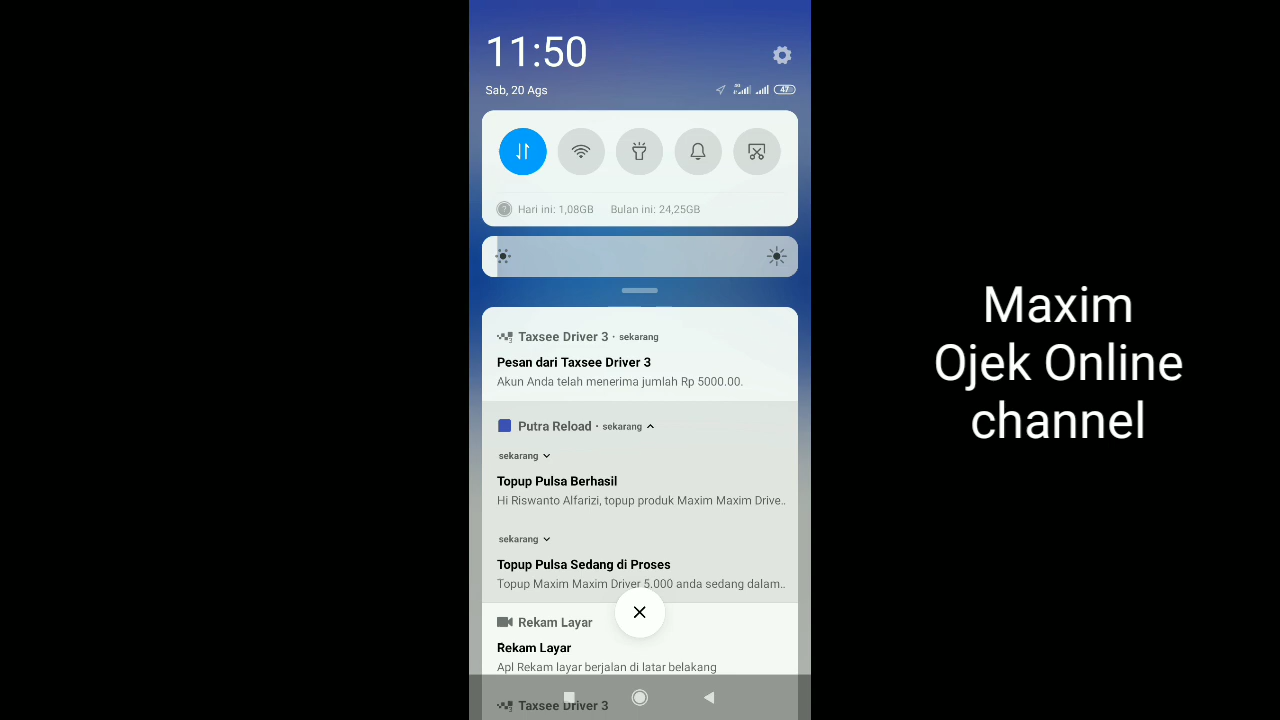 11:50
Sab, 20 Ags
47
Hari ini: 1,08GB Bulan ini: 24,25GB
Taxsee Driver 3 · sekarang
Pesan dari Taxsee Driver 3
Akun Anda telah menerima jumlah Rp 5000.00.
Putra Reload · sekarang
sekarang
Topup Pulsa Berhasil
Hi Riswanto Alfarizi, topup produk Maxim Maxim Drive..
sekarang
Topup Pulsa Sedang di Proses
Topup Maxim Maxim Driver 5.000 anda sedang dalam..
Rekam Layar
Rekam Layar
Apl Rekam layar berjalan di latar belakang
Taxsee Driver 3
Maxim
Ojek Online
channel